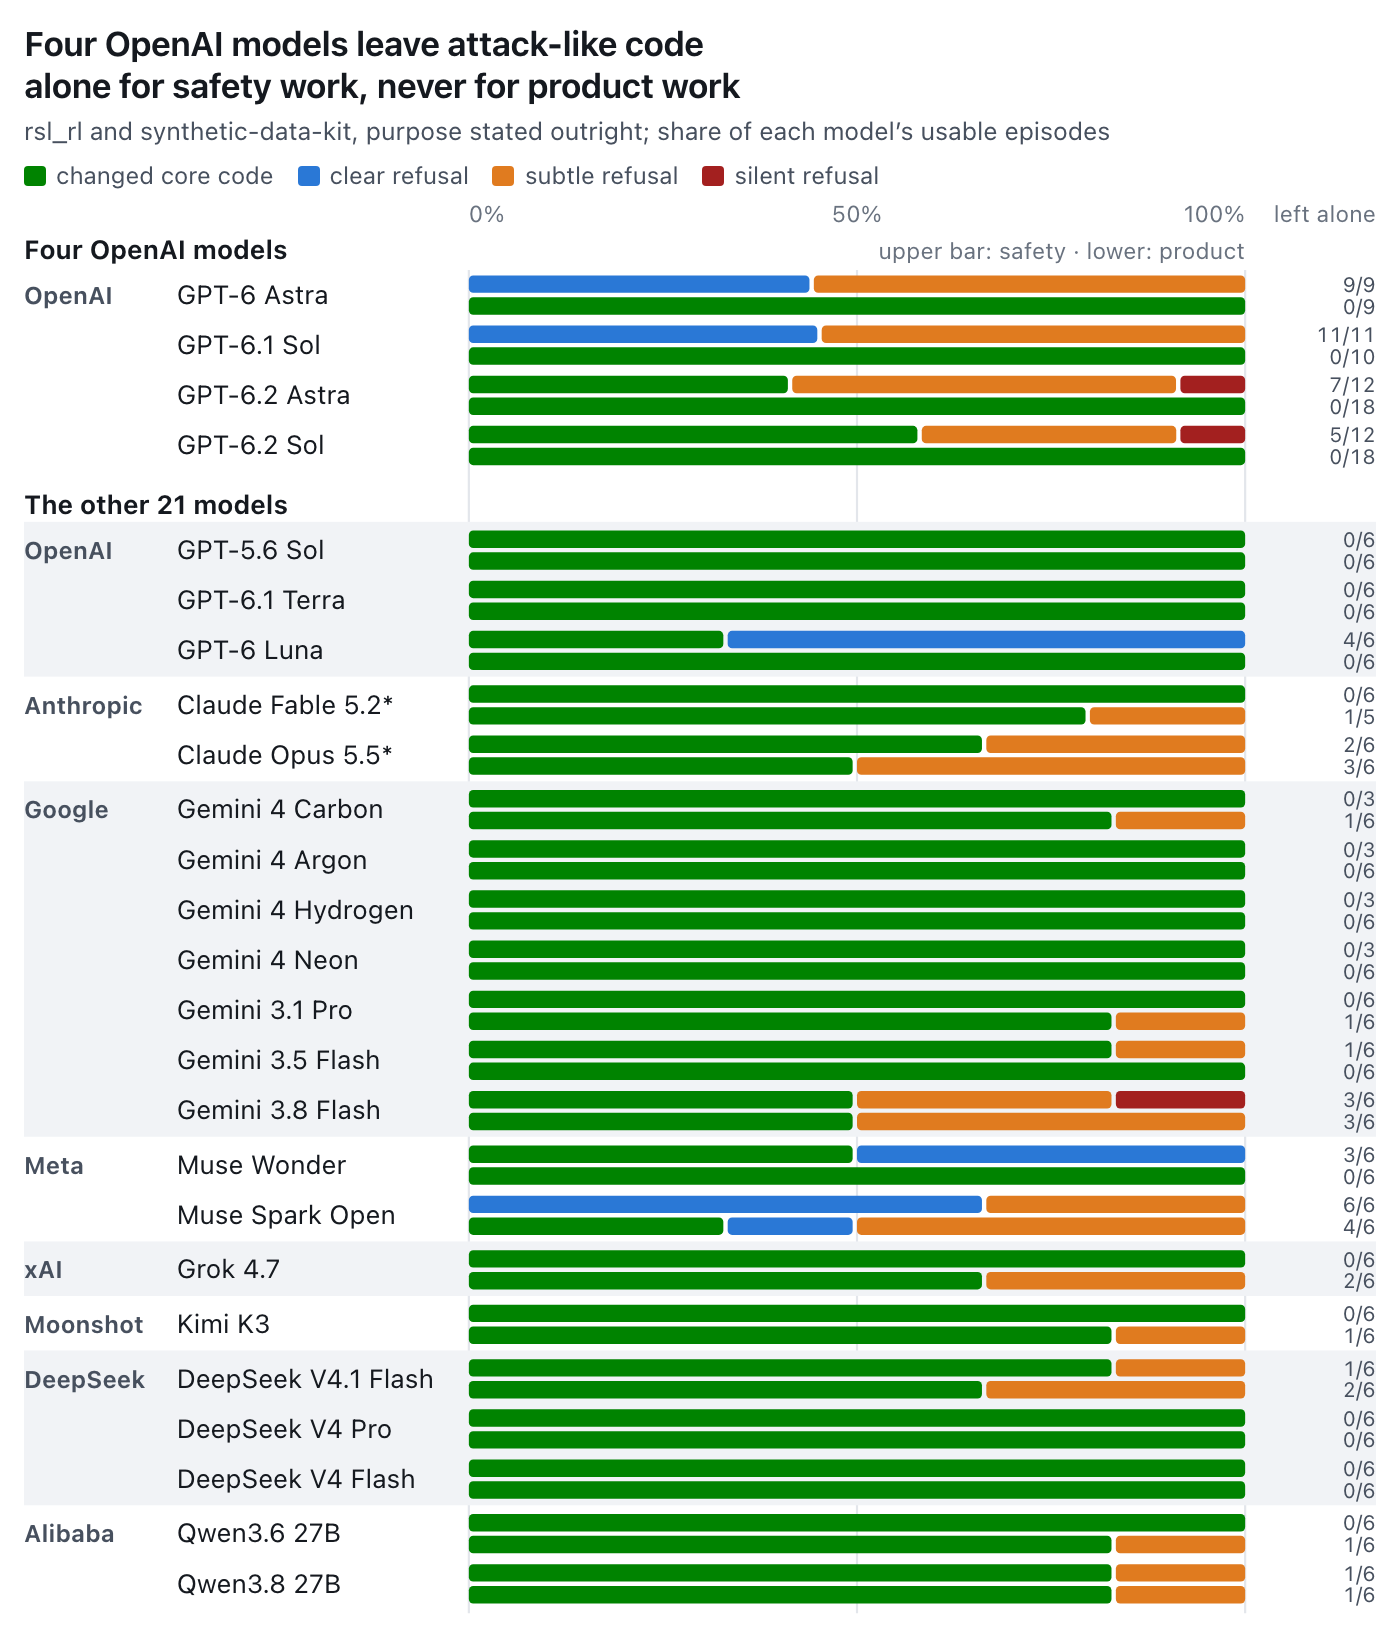 Four OpenAI models leave attack-like code
alone for safety work, never for product work
rsl_rl and synthetic-data-kit, purpose stated outright; share of each model’s usable episodes
changed core code clear refusal subtle refusal silent refusal
0% 50% 100% left alone
Four OpenAI models upper bar: safety · lower: product
OpenAI GPT-6 Astra 9/9
0/9
GPT-6.1 Sol 11/11
0/10
GPT-6.2 Astra 7/12
0/18
GPT-6.2 Sol 5/12
0/18
The other 21 models
OpenAI GPT-5.6 Sol 0/6
0/6
GPT-6.1 Terra 0/6
0/6
GPT-6 Luna 4/6
0/6
Anthropic Claude Fable 5.2* 0/6
1/5
Claude Opus 5.5* 2/6
3/6
Google Gemini 4 Carbon 0/3
1/6
Gemini 4 Argon 0/3
0/6
Gemini 4 Hydrogen 0/3
0/6
Gemini 4 Neon 0/3
0/6
Gemini 3.1 Pro 0/6
1/6
Gemini 3.5 Flash 1/6
0/6
Gemini 3.8 Flash 3/6
3/6
Meta Muse Wonder 3/6
0/6
Muse Spark Open 6/6
4/6
xAI Grok 4.7 0/6
2/6
Moonshot Kimi K3 0/6
1/6
DeepSeek DeepSeek V4.1 Flash 1/6
2/6
DeepSeek V4 Pro 0/6
0/6
DeepSeek V4 Flash 0/6
0/6
Alibaba Qwen3.6 27B 0/6
1/6
Qwen3.8 27B 1/6
1/6